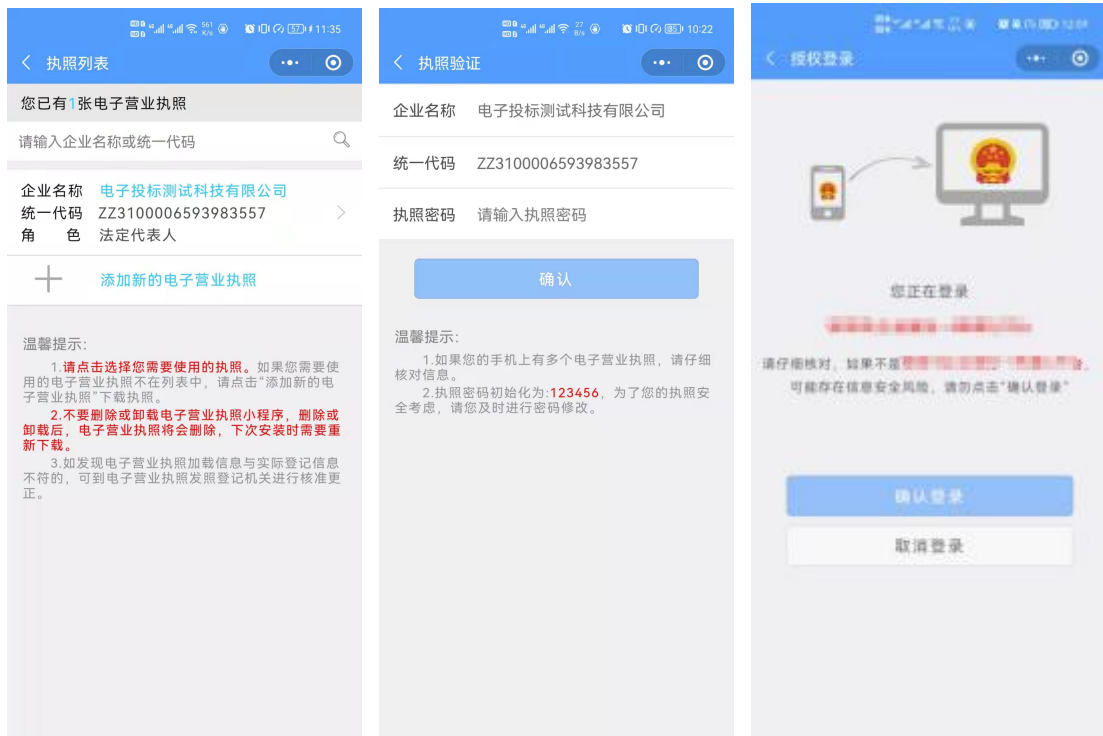 561
K/s
57
11:35
执照列表
您已有1张电子营业执照
请输入企业名称或统一代码
企业名称 电子投标测试科技有限公司
统一代码 ZZ3100006593983557
角 色 法定代表人
添加新的电子营业执照
温馨提示:
1.请点击选择您需要使用的执照。如果您需要使
用的电子营业执照不在列表中，请点击“添加新的电
子营业执照”下载执照。
2.不要删除或卸载电子营业执照小程序，删除或
卸载后，电子营业执照将会删除，下次安装时需要重
新下载。
3.如发现电子营业执照加载信息与实际登记信息
不符的，可到电子营业执照发照登记机关进行核准更
正。
27
B/s
85
10:22
执照验证
企业名称 电子投标测试科技有限公司
统一代码 ZZ3100006593983557
执照密码 请输入执照密码
确认
温馨提示:
1.如果您的手机上有多个电子营业执照，请仔细
核对信息。
2.执照密码初始化为:123456，为了您的执照安
全考虑，请您及时进行密码修改。
授权登录
您正在登录
请仔细核对，如果不是
可能存在信息安全风险，请勿点击“确认登录”
确认登录
取消登录